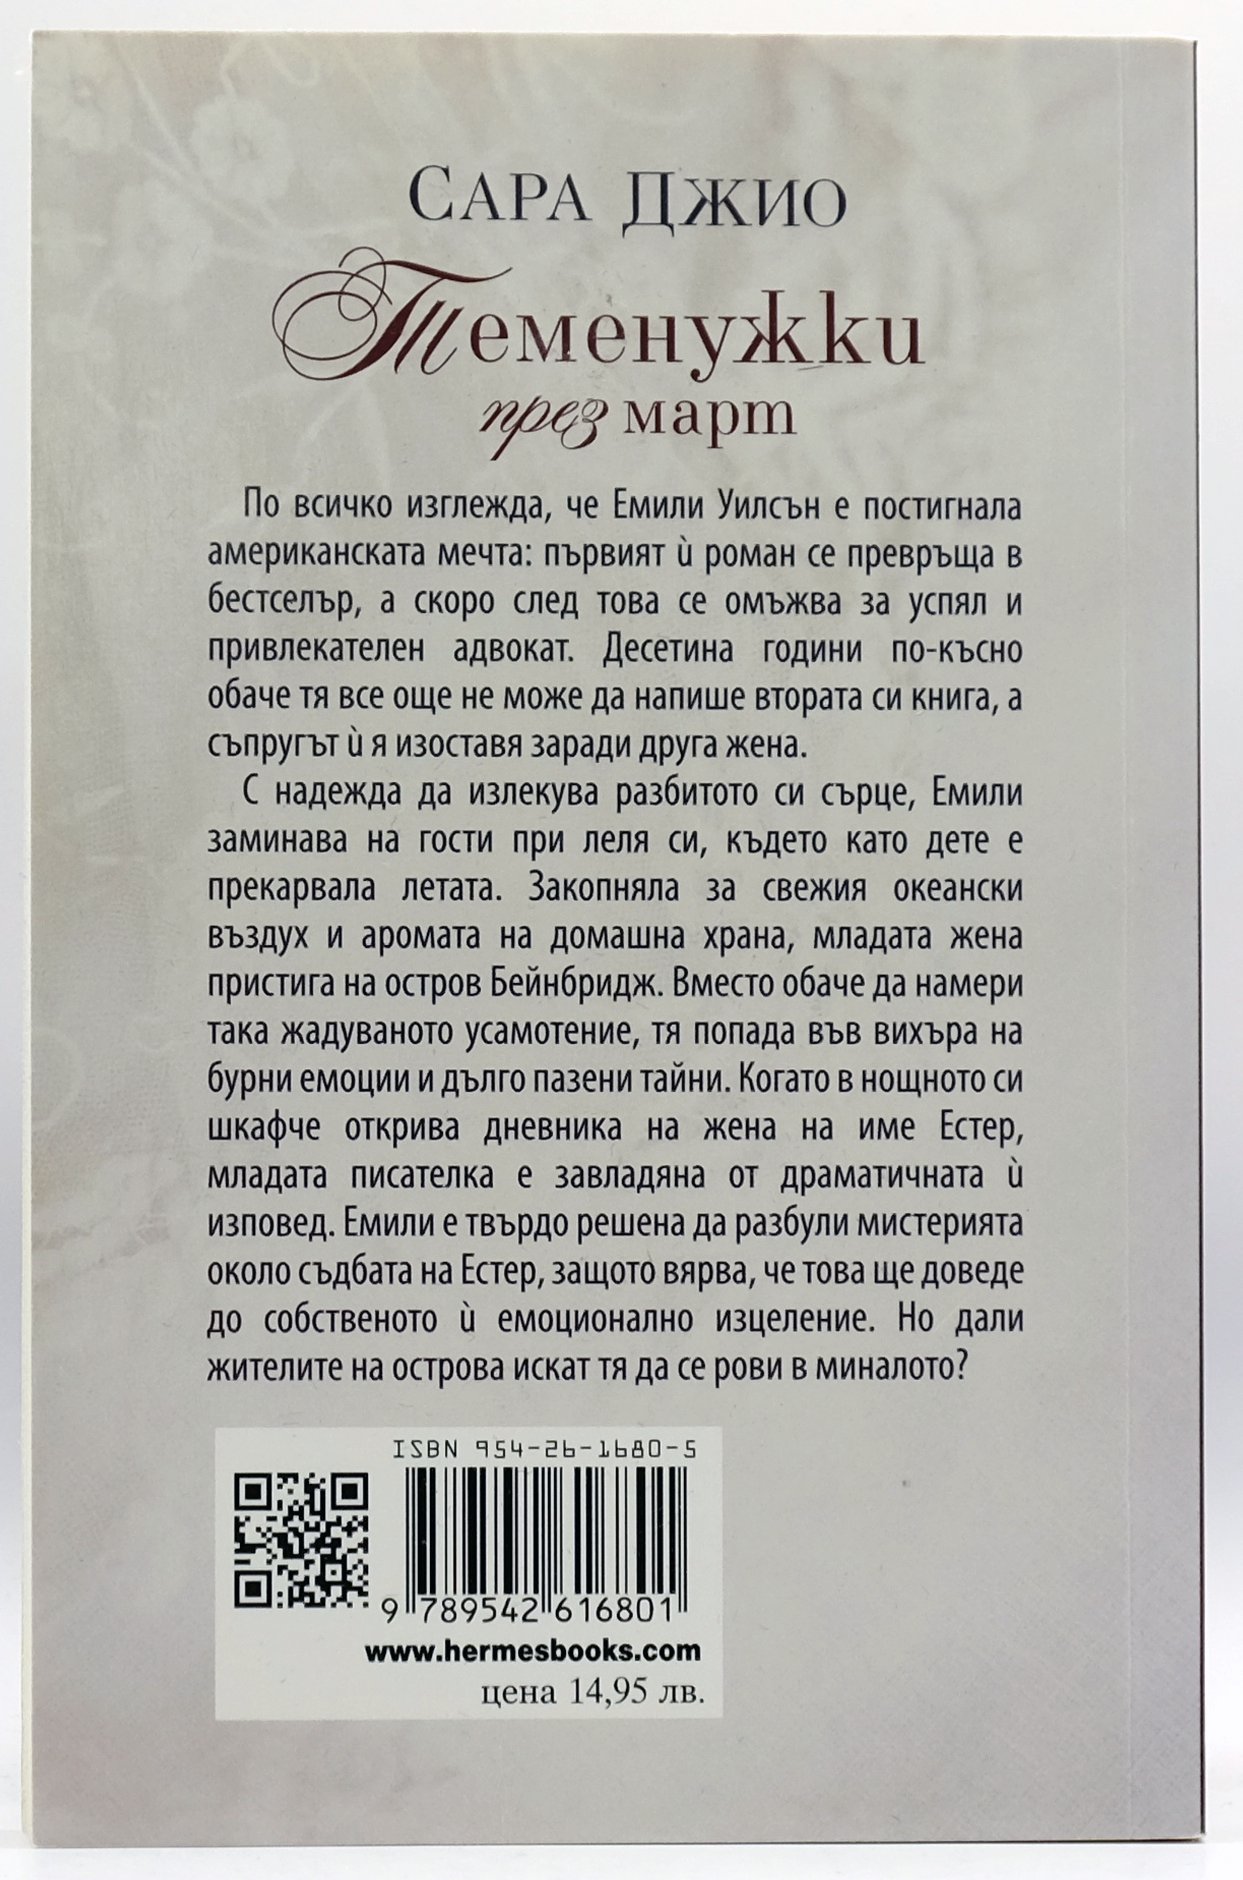 САРА ДЖИО
Теменужки
през март
По всичко изглежда, че Емили Уилсън е постигнала
американската мечта: първият ѝ роман се превръща в
бестселър, а скоро след това се омъжва за успял и
привлекателен адвокат. Десетина години по-късно
обаче тя все още не може да напише втората си книга, а
съпругът ѝ я изоставя заради друга жена.
С надежда да излекува разбитото си сърце, Емили
заминава на гости при леля си, където като дете е
прекарвала летата. Закопняла за свежия океански
въздух и аромата на домашна храна, младата жена
пристига на остров Бейнбридж. Вместо обаче да намери
така жадуваното усамотение, тя попада във вихъра на
бурни емоции и дълго пазени тайни. Когато в нощното си
шкафче открива дневника на жена на име Естер,
младата писателка е завладяна от драматичната ѝ
изповед. Емили е твърдо решена да разбули мистерията
около съдбата на Естер, защото вярва, че това ще доведе
до собственото ѝ емоционално изцеление. Но дали
жителите на острова искат тя да се рови в миналото?
ISBN 954-26-1680-5
9 789542 616801
www.hermesbooks.com
цена 14,95 лв.